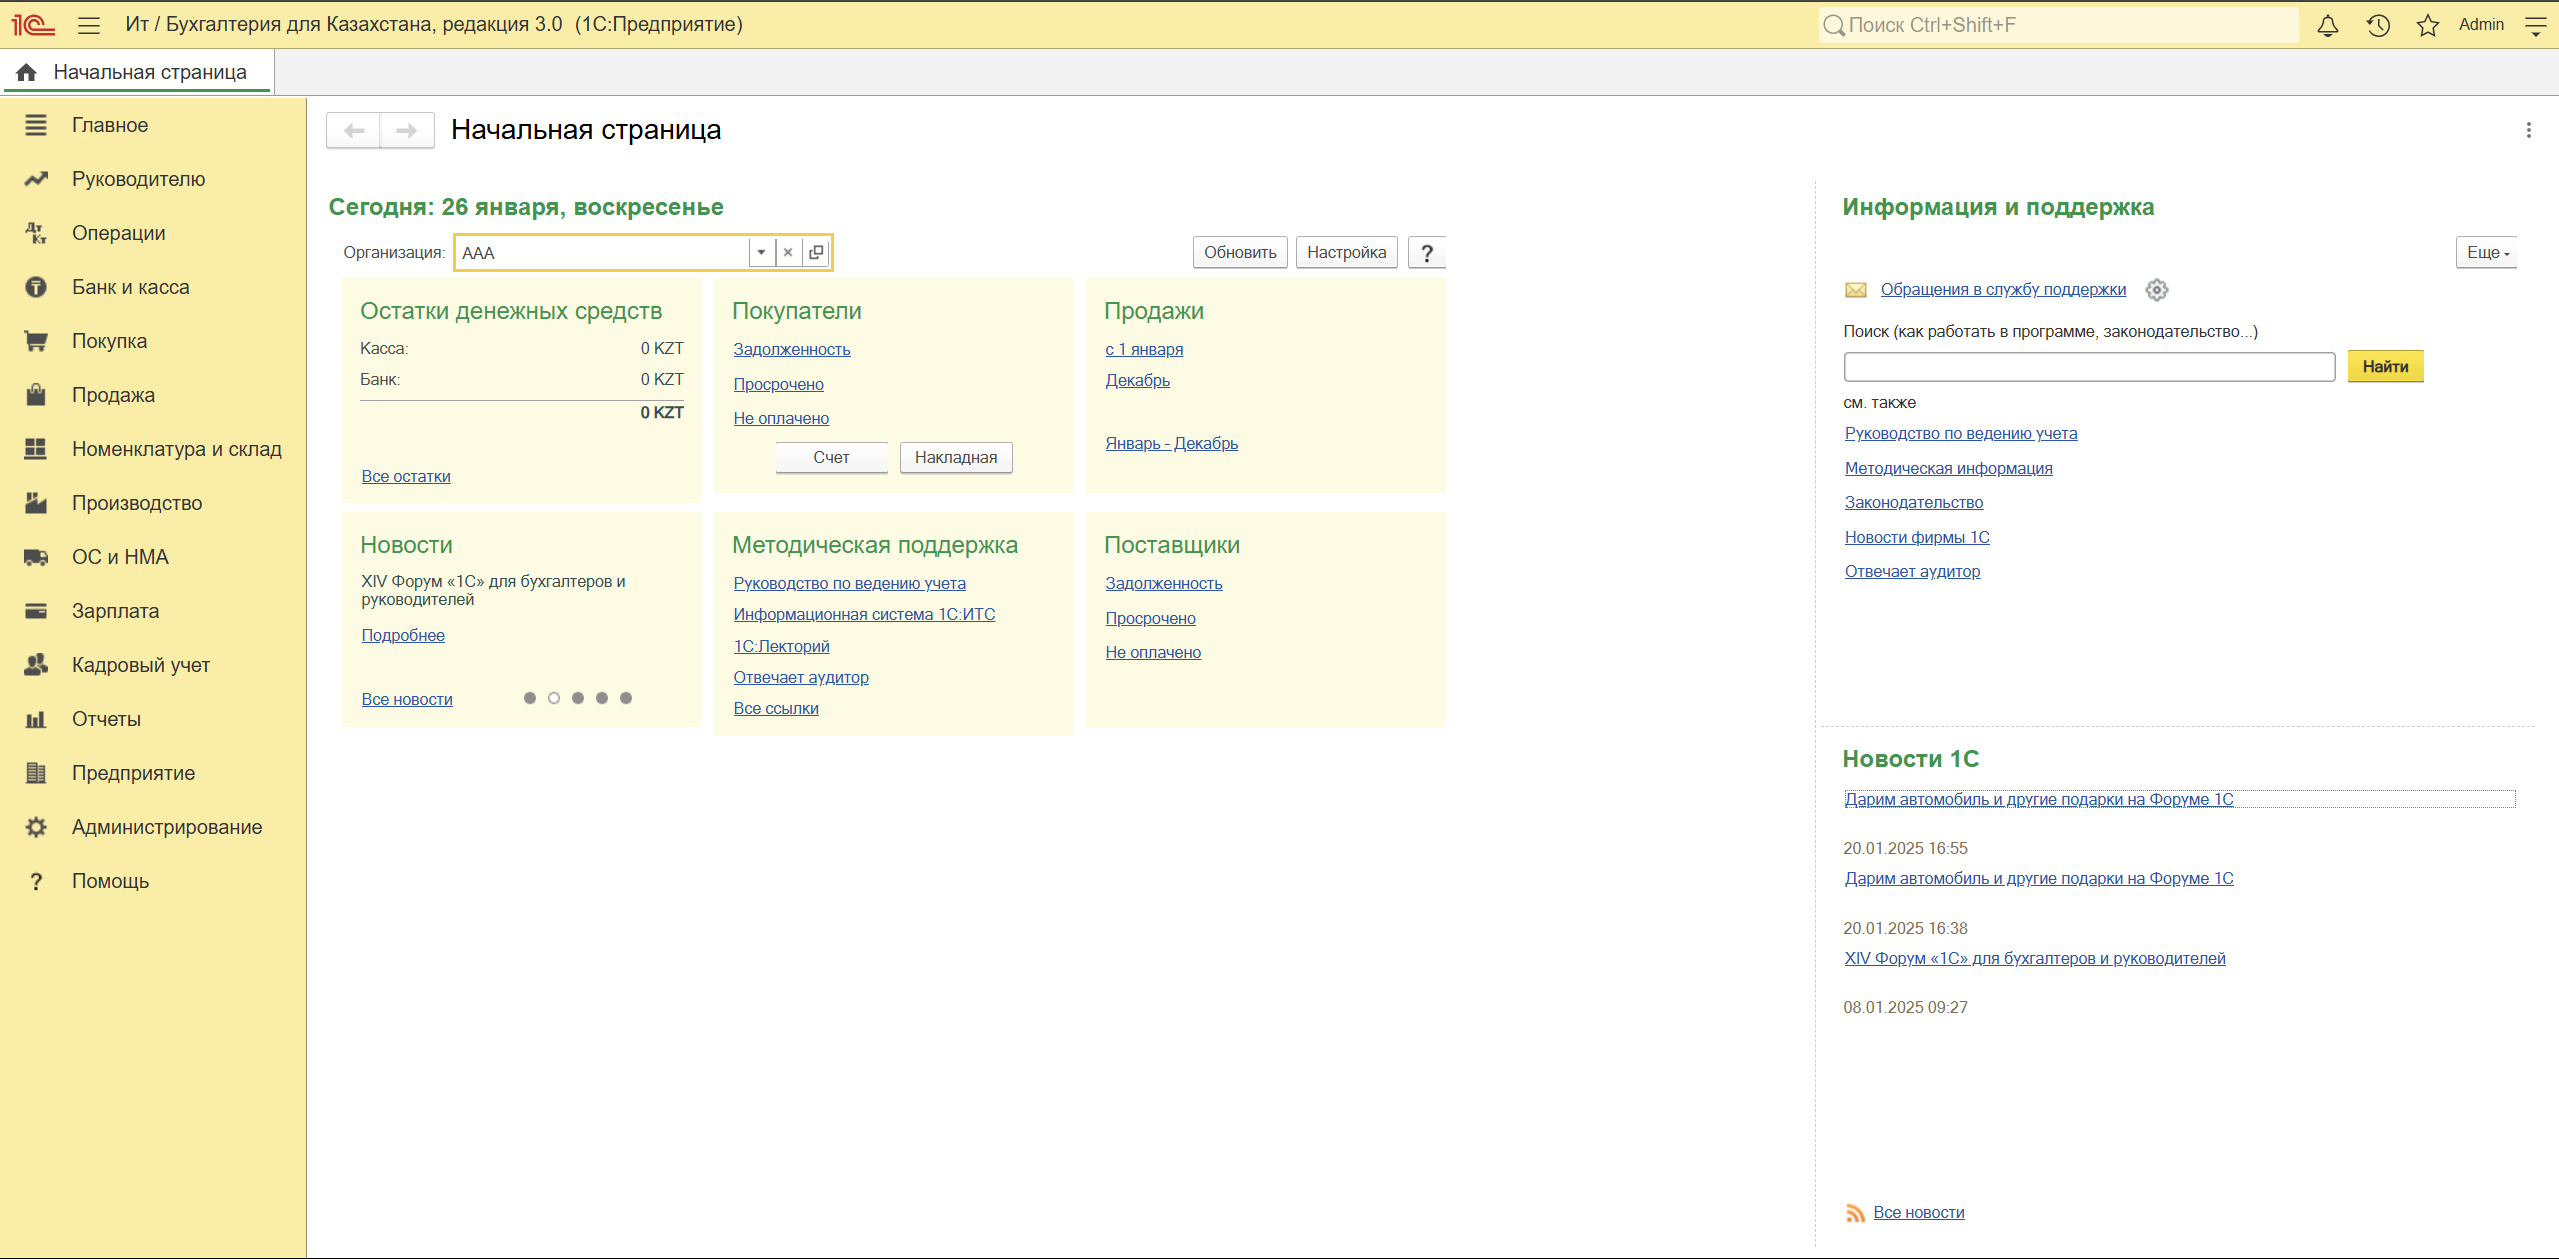 1С
Ит / Бухгалтерия для Казахстана, редакция 3.0 (1С:Предприятие)
Поиск Ctrl+Shift+F
Admin
Начальная страница
Главное
Руководителю
Дт
Кт
Операции
Банк и касса
Покупка
Продажа
Номенклатура и склад
Производство
ОС и НМА
Зарплата
Кадровый учет
Отчеты
Предприятие
Администрирование
? Помощь
Начальная страница
Сегодня: 26 января, воскресенье
Организация: ААА
Обновить
Настройка
?
Остатки денежных средств
Касса: 0 KZT
Банк: 0 KZT
0 KZT
Все остатки
Покупатели
Задолженность
Просрочено
Не оплачено
Счет
Накладная
Продажи
с 1 января
Декабрь
Январь - Декабрь
Новости
XIV Форум «1С» для бухгалтеров и
руководителей
Подробнее
Все новости
Методическая поддержка
Руководство по ведению учета
Информационная система 1С:ИТС
1С:Лекторий
Отвечает аудитор
Все ссылки
Поставщики
Задолженность
Просрочено
Не оплачено
Информация и поддержка
Еще
Обращения в службу поддержки
Поиск (как работать в программе, законодательство...)
Найти
см. также
Руководство по ведению учета
Методическая информация
Законодательство
Новости фирмы 1С
Отвечает аудитор
Новости 1С
Дарим автомобиль и другие подарки на Форуме 1С
20.01.2025 16:55
Дарим автомобиль и другие подарки на Форуме 1С
20.01.2025 16:38
XIV Форум «1С» для бухгалтеров и руководителей
08.01.2025 09:27
Все новости